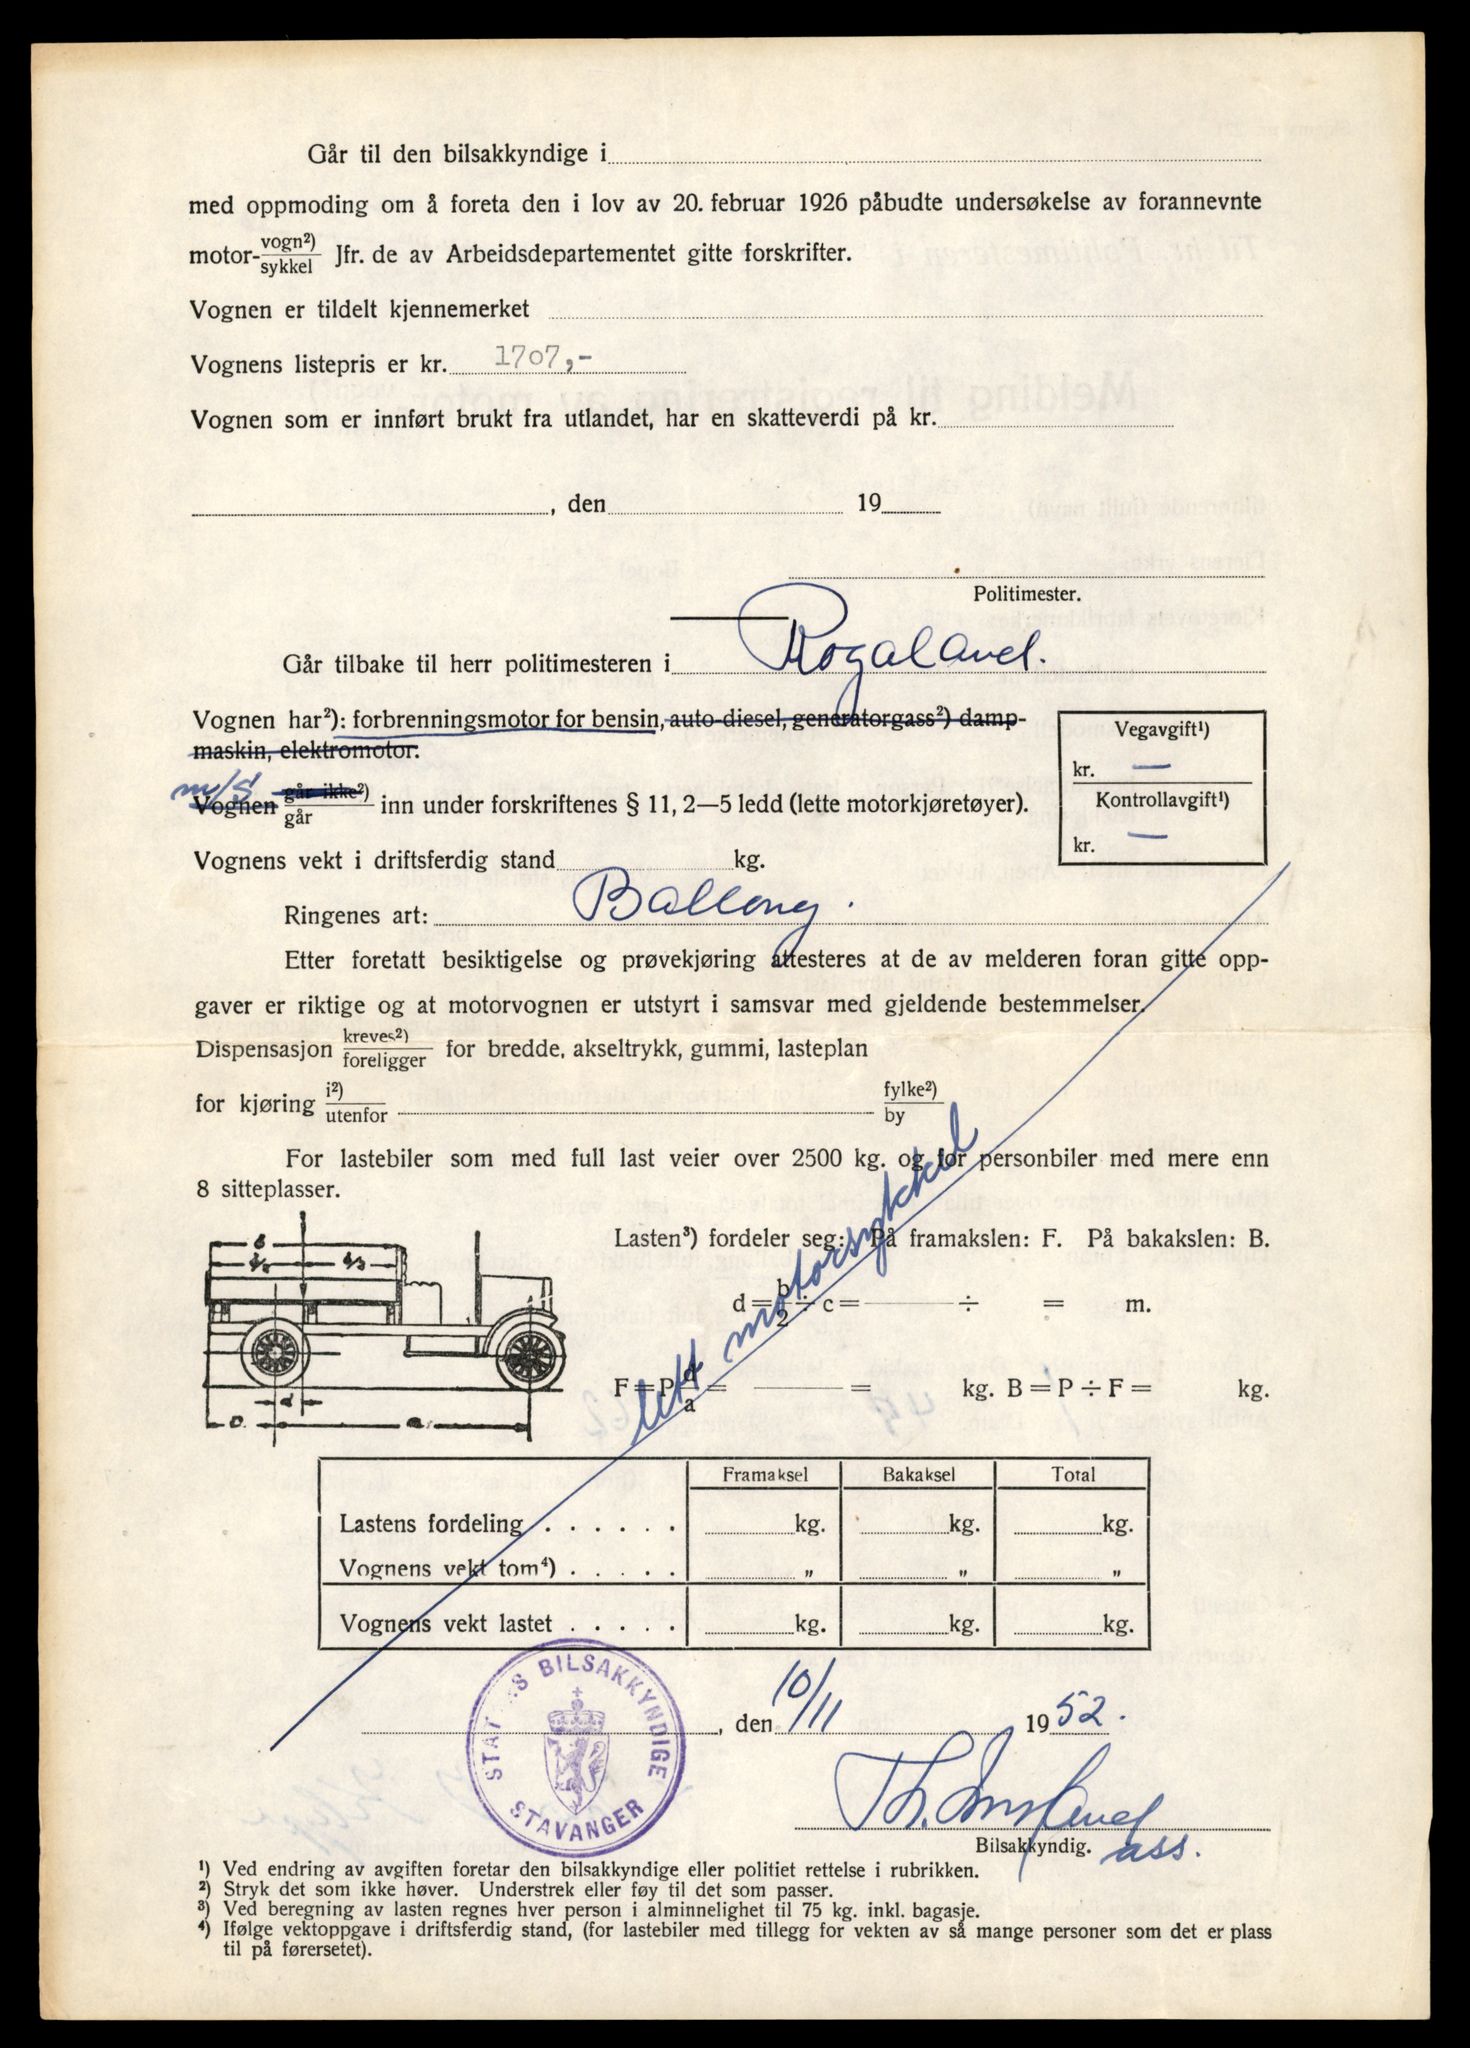 Går til den bilsakkyndige i
med oppmoding om å foreta den i lov av 20. februar 1926 påbudte undersøkelse av forannevnte
motor-vogn²)/sykkel Jfr. de av Arbeidsdepartementet gitte forskrifter.
Vognen er tildelt kjennemerket
Vognens listepris er kr. 1707,-
Vognen som er innført brukt fra utlandet, har en skatteverdi på kr.
, den 19
Politimester.
Går tilbake til herr politimesteren i Rogaland.
Vognen har²): forbrenningsmotor for bensin, auto-diesel, generatorgass²) damp-
maskin, elektromotor.
Vegavgift¹)
kr. —
Kontrollavgift¹)
kr. —
m/s
Vognen går ikke²)/går inn under forskriftenes § 11, 2—5 ledd (lette motorkjøretøyer).
Vognens vekt i driftsferdig stand kg.
Ringenes art: Ballong.
Etter foretatt besiktigelse og prøvekjøring attesteres at de av melderen foran gitte opp-
gaver er riktige og at motorvognen er utstyrt i samsvar med gjeldende bestemmelser.
Dispensasjon kreves²)/foreligger for bredde, akseltrykk, gummi, lasteplan
for kjøring i²)/utenfor fylke²)/by
For lastebiler som med full last veier over 2500 kg. og for personbiler med mere enn
8 sitteplasser.
lett motorsykkel
Lasten³) fordeler seg: På framakslen: F. På bakakslen: B.
d = b/2 ÷ c = ÷ = m.
F = P d/a = = kg. B = P ÷ F = kg.
Framaksel Bakaksel Total
Lastens fordeling . . . . . . kg. kg. kg.
Vognens vekt tom⁴) . . . . . „ „ „
Vognens vekt lastet . . . . . kg. kg. kg.
STATENS BILSAKKYNDIGE
STAVANGER
, den 10/11 1952.
Bilsakkyndig. ass.
¹) Ved endring av avgiften foretar den bilsakkyndige eller politiet rettelse i rubrikken.
²) Stryk det som ikke høver. Understrek eller føy til det som passer.
³) Ved beregning av lasten regnes hver person i alminnelighet til 75 kg. inkl. bagasje.
⁴) Ifølge vektoppgave i driftsferdig stand, (for lastebiler med tillegg for vekten av så mange personer som det er plass
til på førersetet).